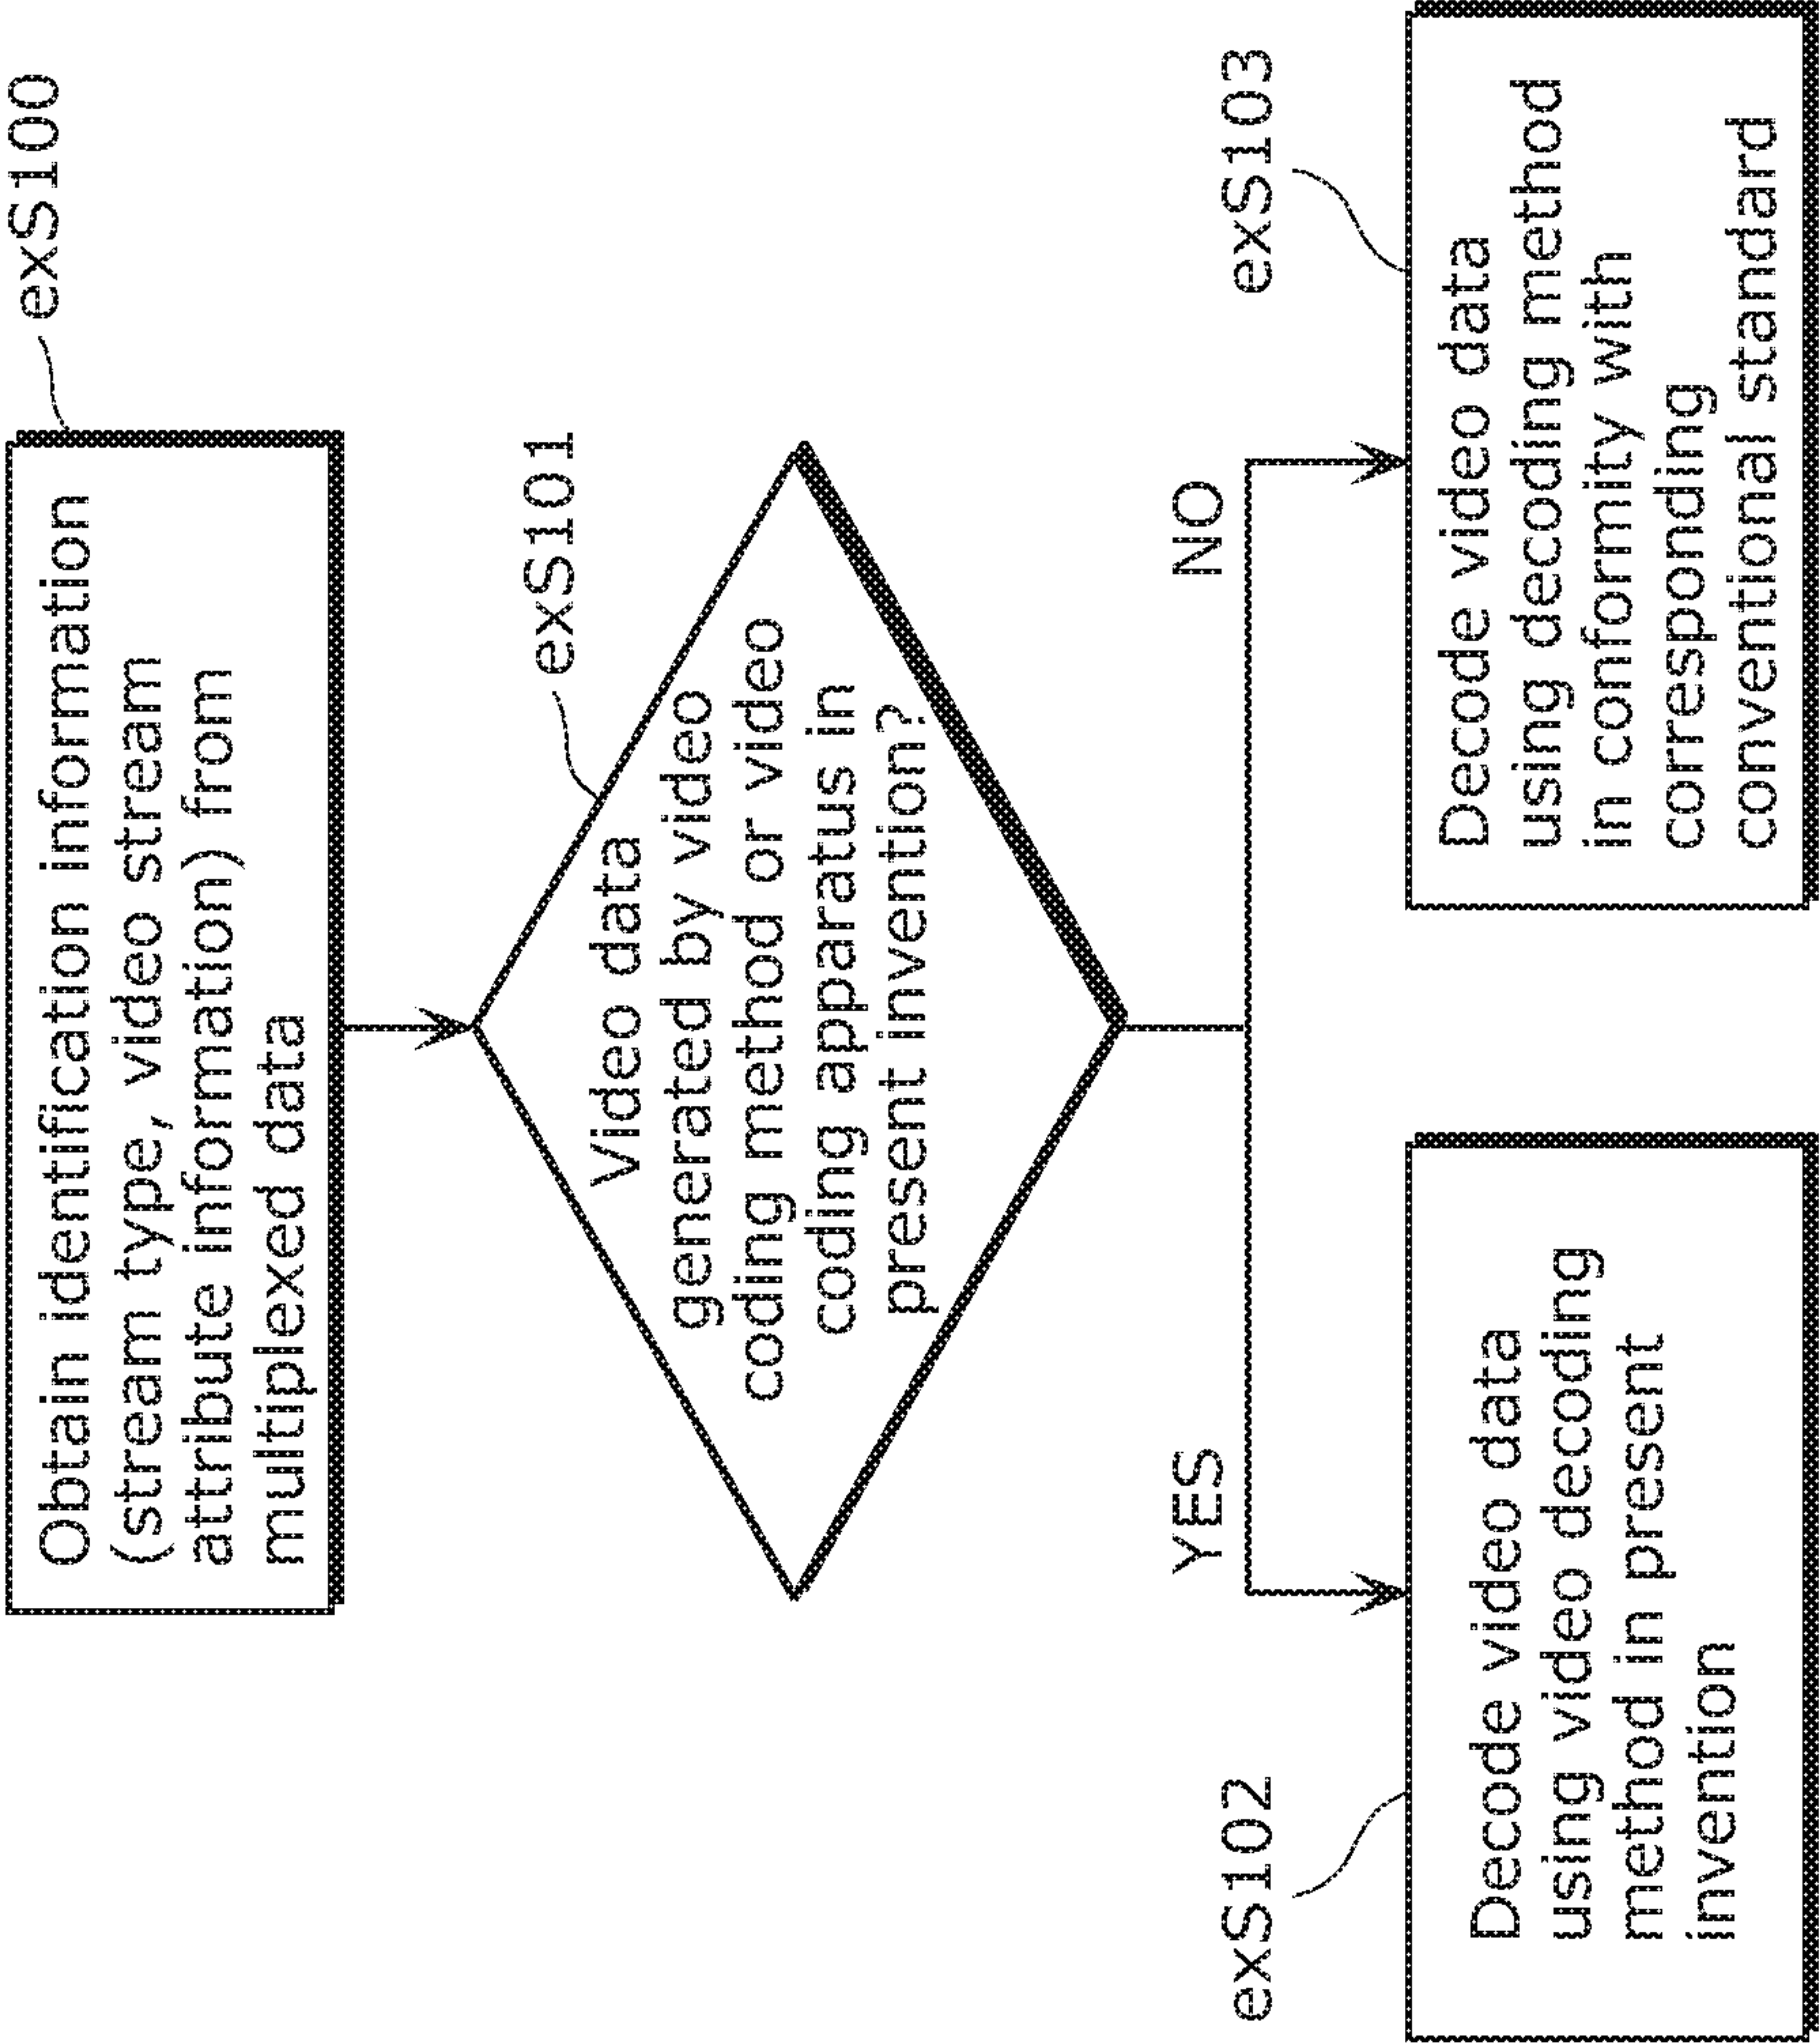 exS100
Obtain identification information
(stream type, video stream
attribute information) from
multiplexed data
exS101
Video data
generated by video
coding method or video
coding apparatus in
present invention?
YES
NO
exS102
Decode video data
using video decoding
method in present
invention
exS103
Decode video data
using decoding method
in conformity with
corresponding
conventional standard